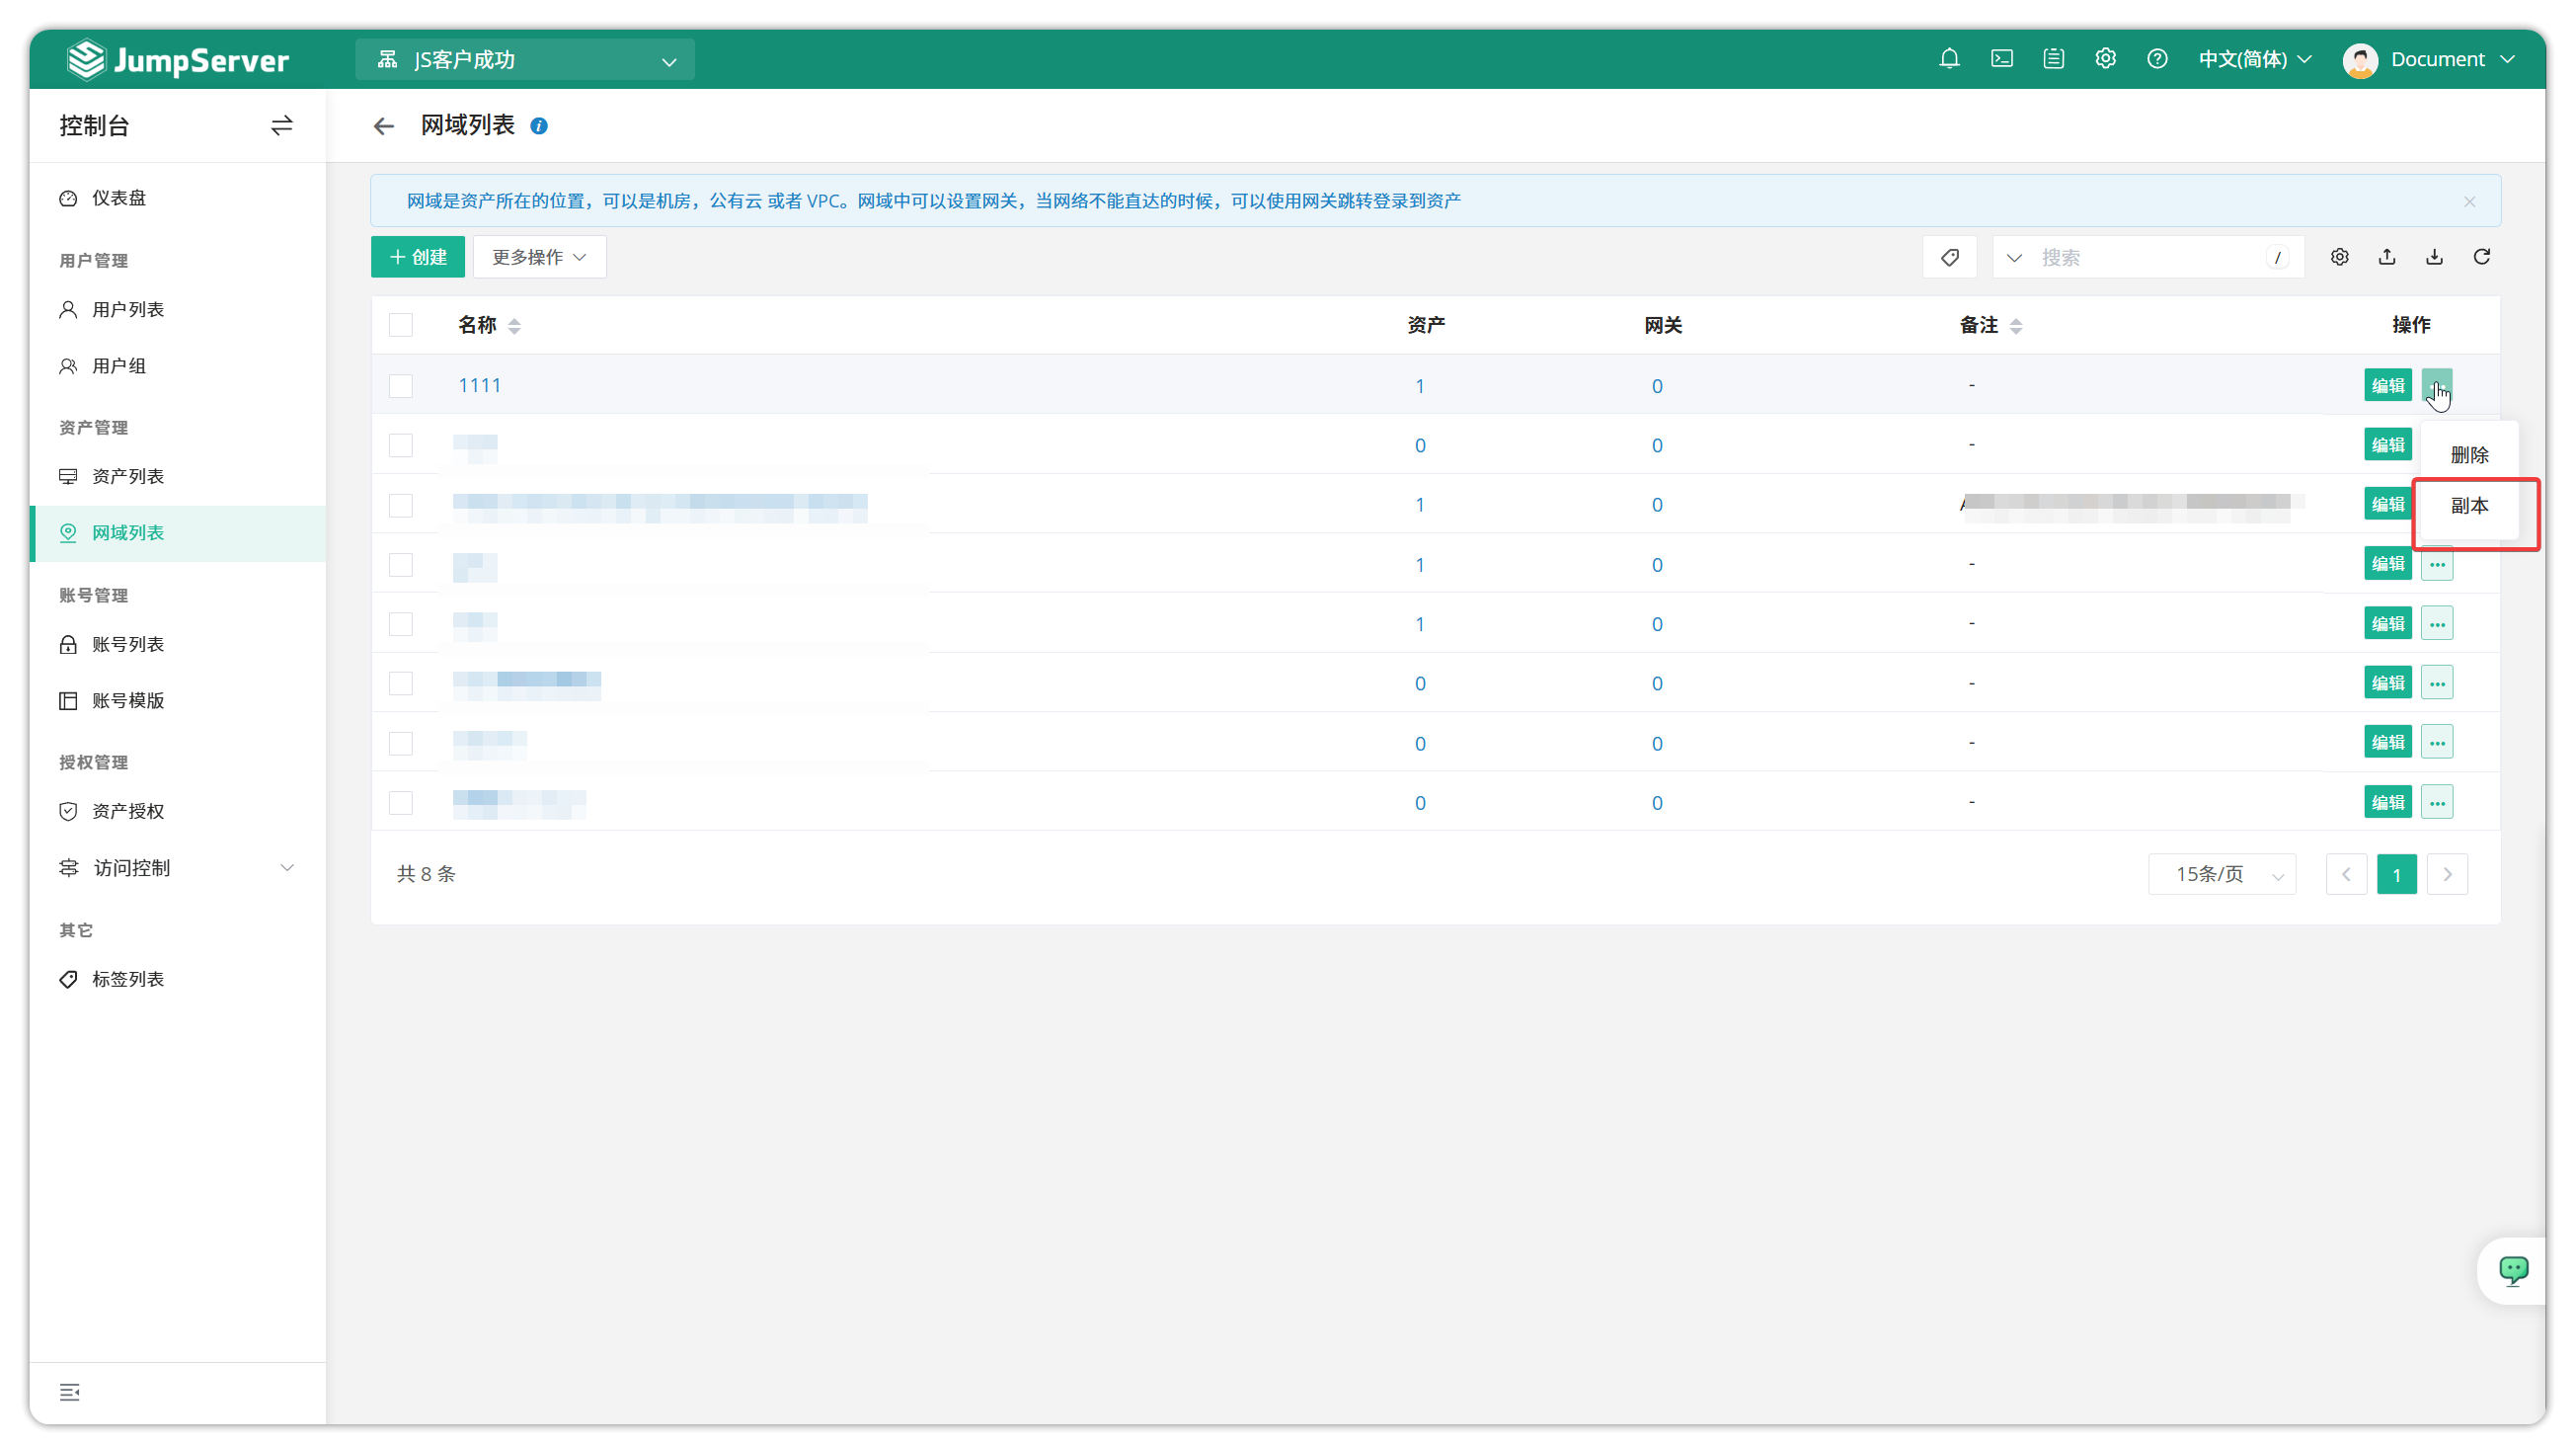 JumpServer
JS客户成功
中文(简体)
Document
控制台
网域列表
仪表盘
网域是资产所在的位置，可以是机房，公有云 或者 VPC。网域中可以设置网关，当网络不能直达的时候，可以使用网关跳转登录到资产
用户管理
创建
更多操作
搜索
/
用户列表
用户组
资产管理
资产列表
网域列表
账号管理
账号列表
账号模版
授权管理
资产授权
访问控制
其它
标签列表
名称 资产 网关 备注 操作
1111 1 0 - 编辑
0 0 - 编辑
删除
1 0 编辑
副本
1 0 - 编辑 ...
1 0 - 编辑 ...
0 0 - 编辑 ...
0 0 - 编辑 ...
0 0 - 编辑 ...
共 8 条
15条/页
1